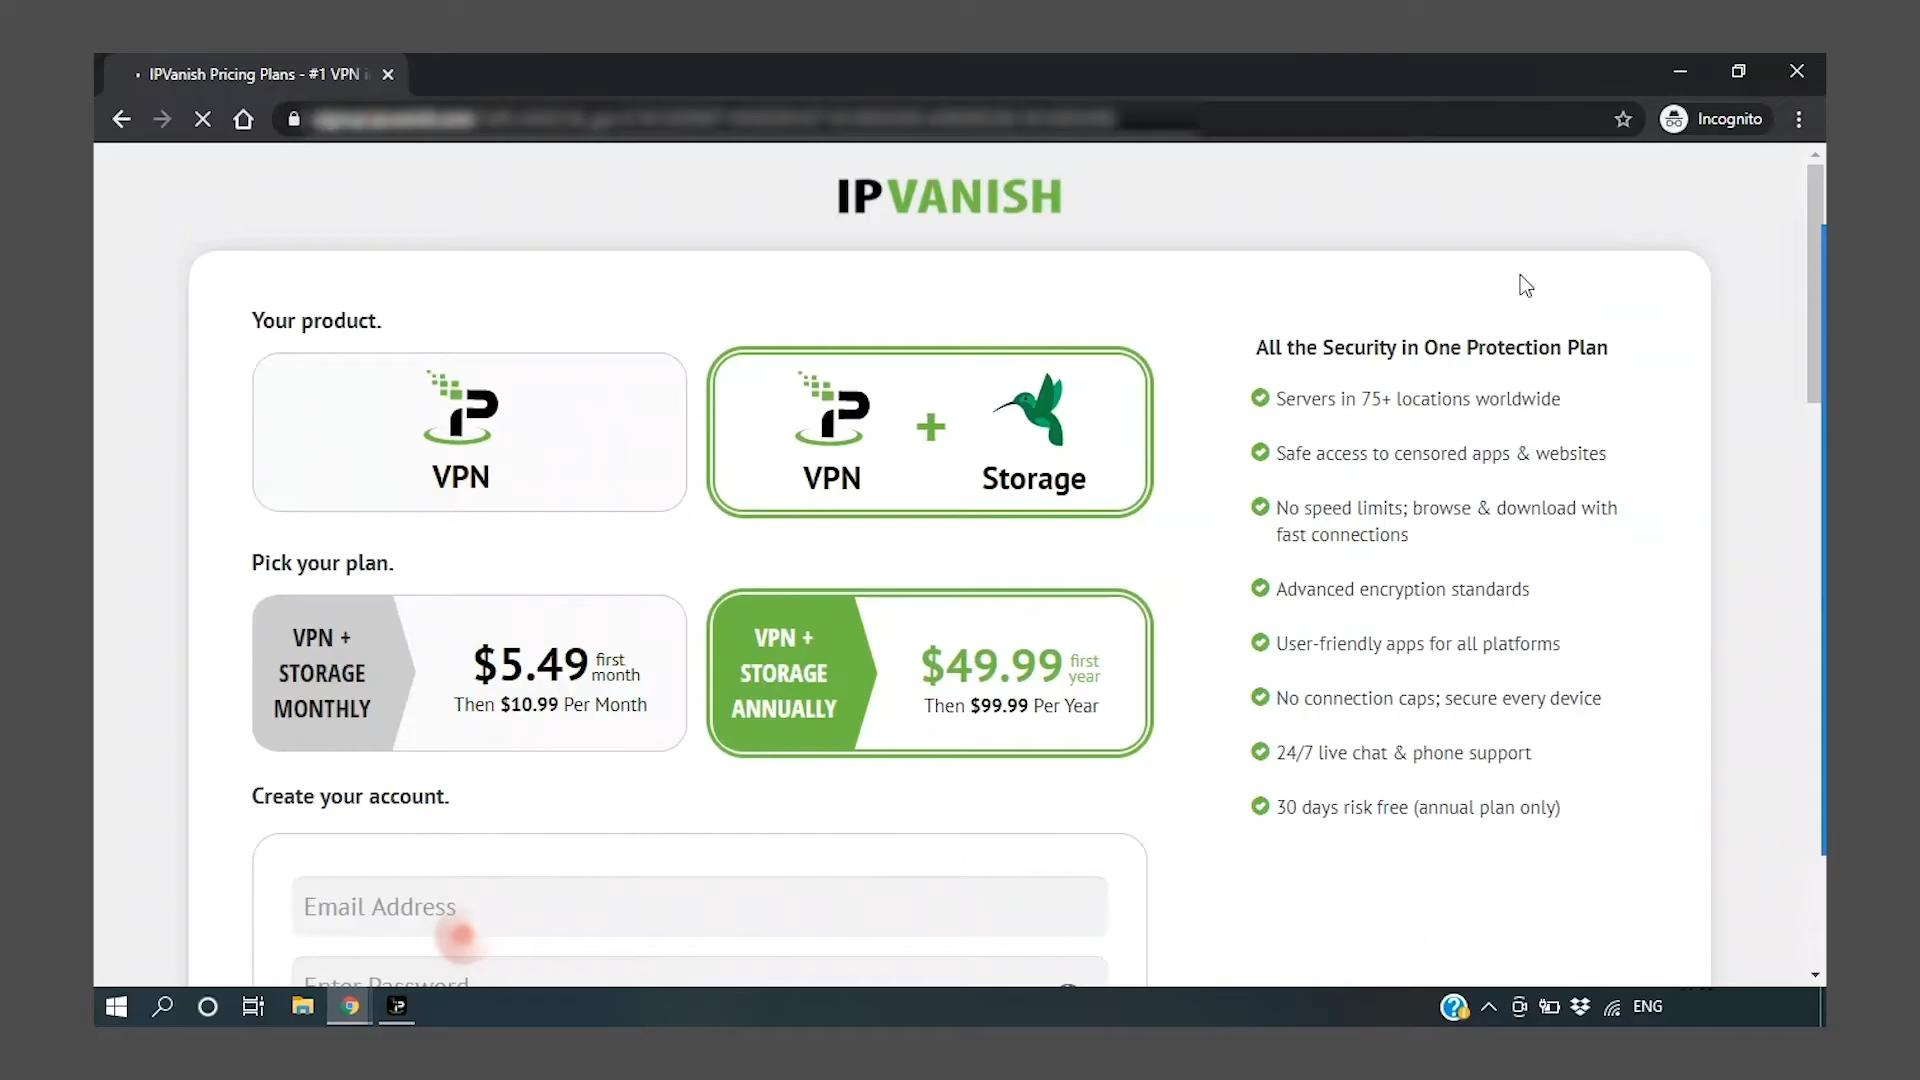 IPVanish Pricing Plans - #1 VPN
Incognito
IPVANISH
Your product.
VPN
VPN + Storage
All the Security in One Protection Plan
Servers in 75+ locations worldwide
Safe access to censored apps & websites
No speed limits; browse & download with
fast connections
Advanced encryption standards
User-friendly apps for all platforms
No connection caps; secure every device
24/7 live chat & phone support
30 days risk free (annual plan only)
Pick your plan.
VPN +
STORAGE
MONTHLY
$5.49 first
month
Then $10.99 Per Month
VPN +
STORAGE
ANNUALLY
$49.99 first
year
Then $99.99 Per Year
Create your account.
Email Address
Enter Password
ENG